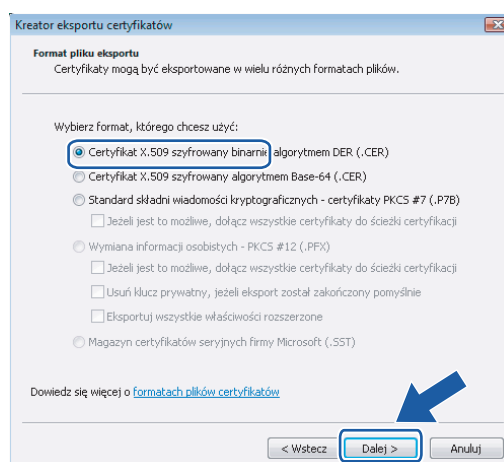 Kreator eksportu certyfikatów
Format pliku eksportu
Certyfikaty mogą być eksportowane w wielu różnych formatach plików.
Wybierz format, którego chcesz użyć:
Certyfikat X.509 szyfrowany binarnie algorytmem DER (.CER)
Certyfikat X.509 szyfrowany algorytmem Base-64 (.CER)
Standard składni wiadomości kryptograficznych - certyfikaty PKCS #7 (.P7B)
Jeżeli jest to możliwe, dołącz wszystkie certyfikaty do ścieżki certyfikacji
Wymiana informacji osobistych - PKCS #12 (.PFX)
Jeżeli jest to możliwe, dołącz wszystkie certyfikaty do ścieżki certyfikacji
Usuń klucz prywatny, jeżeli eksport został zakończony pomyślnie
Eksportuj wszystkie właściwości rozszerzone
Magazyn certyfikatów seryjnych firmy Microsoft (.SST)
Dowiedz się więcej o formatach plików certyfikatów
< Wstecz Dalej > Anuluj